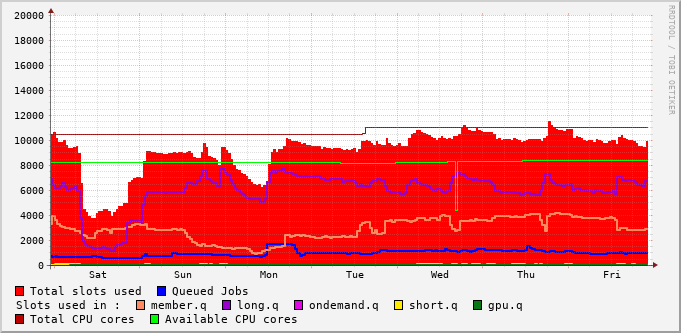 20000
18000
16000
14000
12000
10000
8000
6000
4000
2000
0
Sat Sun Mon Tue Wed Thu Fri
RRDTOOL / TOBI OETIKER
Total slots used Queued Jobs
Slots used in : member.q long.q ondemand.q short.q gpu.q
Total CPU cores Available CPU cores